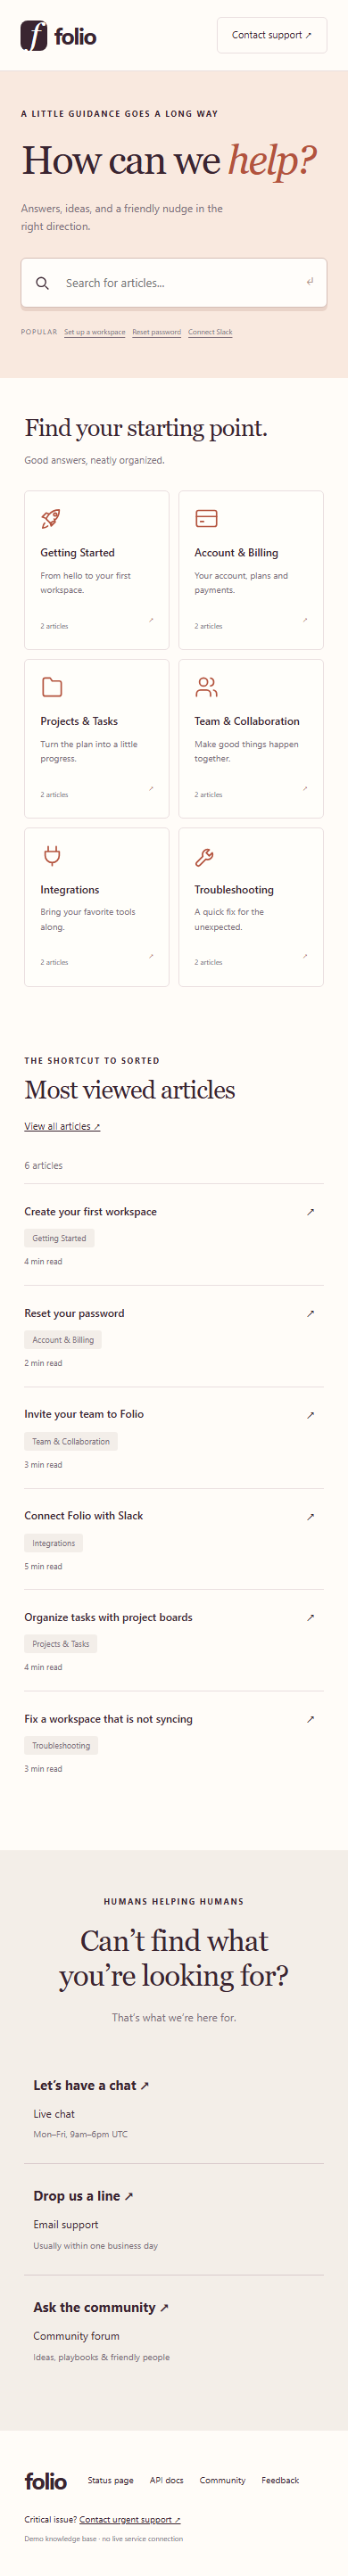 f folio
Contact support ↗
A LITTLE GUIDANCE GOES A LONG WAY
How can we help?
Answers, ideas, and a friendly nudge in the
right direction.
Search for articles...
POPULAR Set up a workspace Reset password Connect Slack
Find your starting point.
Good answers, neatly organized.
Getting Started
From hello to your first
workspace.
2 articles ↗
Account & Billing
Your account, plans and
payments.
2 articles ↗
Projects & Tasks
Turn the plan into a little
progress.
2 articles ↗
Team & Collaboration
Make good things happen
together.
2 articles ↗
Integrations
Bring your favorite tools
along.
2 articles ↗
Troubleshooting
A quick fix for the
unexpected.
2 articles ↗
THE SHORTCUT TO SORTED
Most viewed articles
View all articles ↗
6 articles
Create your first workspace ↗
Getting Started
4 min read
Reset your password ↗
Account & Billing
2 min read
Invite your team to Folio ↗
Team & Collaboration
3 min read
Connect Folio with Slack ↗
Integrations
5 min read
Organize tasks with project boards ↗
Projects & Tasks
4 min read
Fix a workspace that is not syncing ↗
Troubleshooting
3 min read
HUMANS HELPING HUMANS
Can’t find what
you’re looking for?
That’s what we’re here for.
Let’s have a chat ↗
Live chat
Mon–Fri, 9am–6pm UTC
Drop us a line ↗
Email support
Usually within one business day
Ask the community ↗
Community forum
Ideas, playbooks & friendly people
folio Status page API docs Community Feedback
Critical issue? Contact urgent support ↗
Demo knowledge base · no live service connection